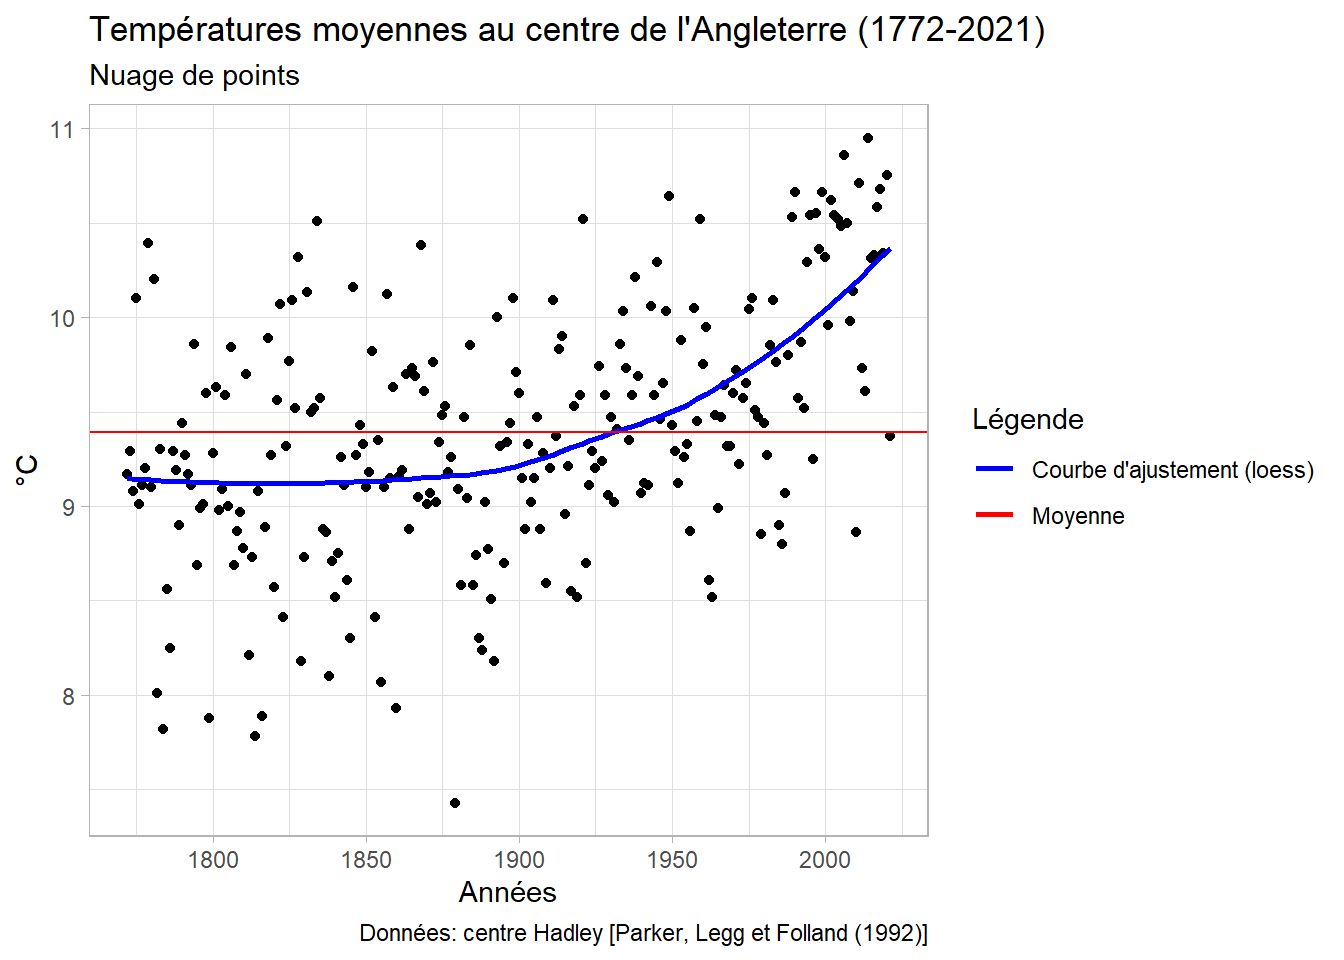 Températures moyennes au centre de l'Angleterre (1772-2021)
Nuage de points
11
10
9
8
°C
1800
1850
1900
1950
2000
Années
Légende
Courbe d'ajustement (loess)
Moyenne
Données: centre Hadley [Parker, Legg et Folland (1992)]